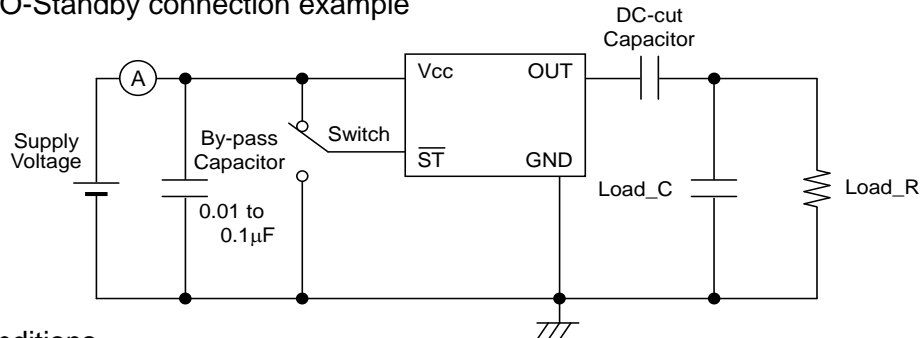 O-Standby connection example
DC-cut
Capacitor
A
Vcc
OUT
Supply
Voltage
By-pass
Capacitor
Switch
S̅T̅
GND
Load_C
Load_R
0.01 to
0.1μF
nditions